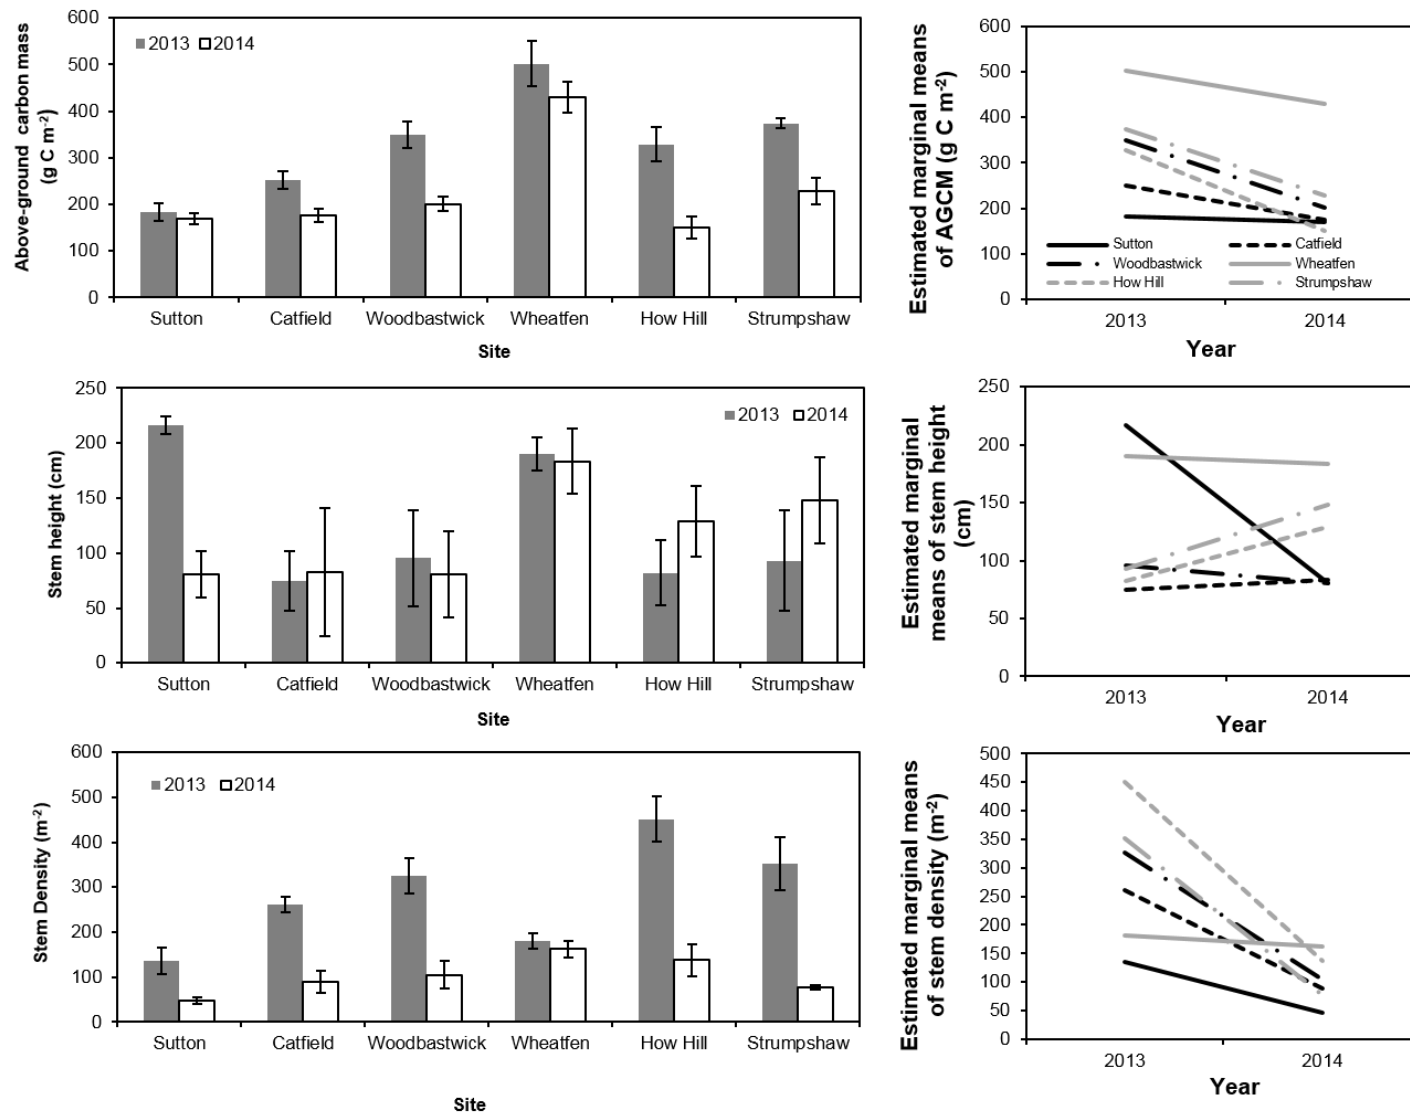 Above-ground carbon mass
(g C m-2)
600
500
400
300
200
100
0
2013 2014
Sutton Catfield Woodbastwick Wheatfen How Hill Strumpshaw
Site
Estimated marginal means
of AGCM (g C m-2)
600
500
400
300
200
100
0
Sutton Catfield
Woodbastwick Wheatfen
How Hill Strumpshaw
2013 2014
Year
Stem height (cm)
250
200
150
100
50
0
2013 2014
Sutton Catfield Woodbastwick Wheatfen How Hill Strumpshaw
Site
Estimated marginal
means of stem height
(cm)
250
200
150
100
50
0
2013 2014
Year
Stem Density (m-2)
600
500
400
300
200
100
0
2013 2014
Sutton Catfield Woodbastwick Wheatfen How Hill Strumpshaw
Site
Estimated marginal means
of stem density (m-2)
500
450
400
350
300
250
200
150
100
50
0
2013 2014
Year